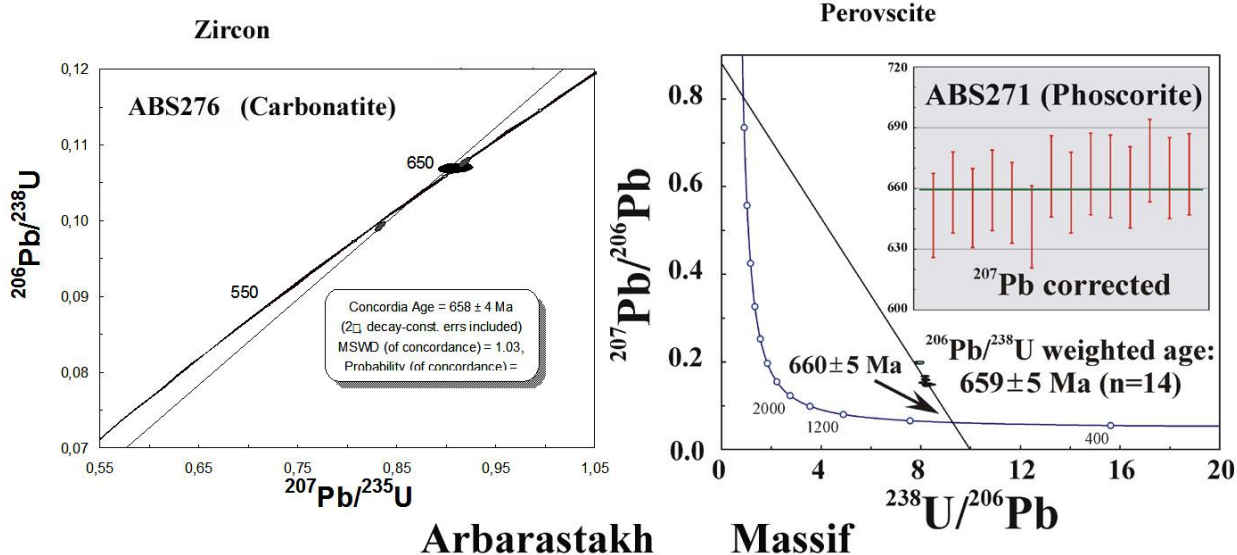 Zircon
0,12
0,11
0,10
0,09
0,08
0,07
206Pb/238U
ABS276 (Carbonatite)
650
550
Concordia Age = 658 ± 4 Ma
(2□, decay-const. errs included)
MSWD (of concordance) = 1.03,
Probability (of concordance) =
0,55 0,65 0,75 0,85 0,95 1,05
207Pb/235U
Perovscite
0.8
0.6
0.4
0.2
0.0
207Pb/206Pb
720
690
660
630
600
ABS271 (Phoscorite)
207Pb corrected
206Pb/238U weighted age:
659±5 Ma (n=14)
660±5 Ma
2000
1200
400
0 4 8 12 16 20
238U/206Pb
Arbarastakh Massif